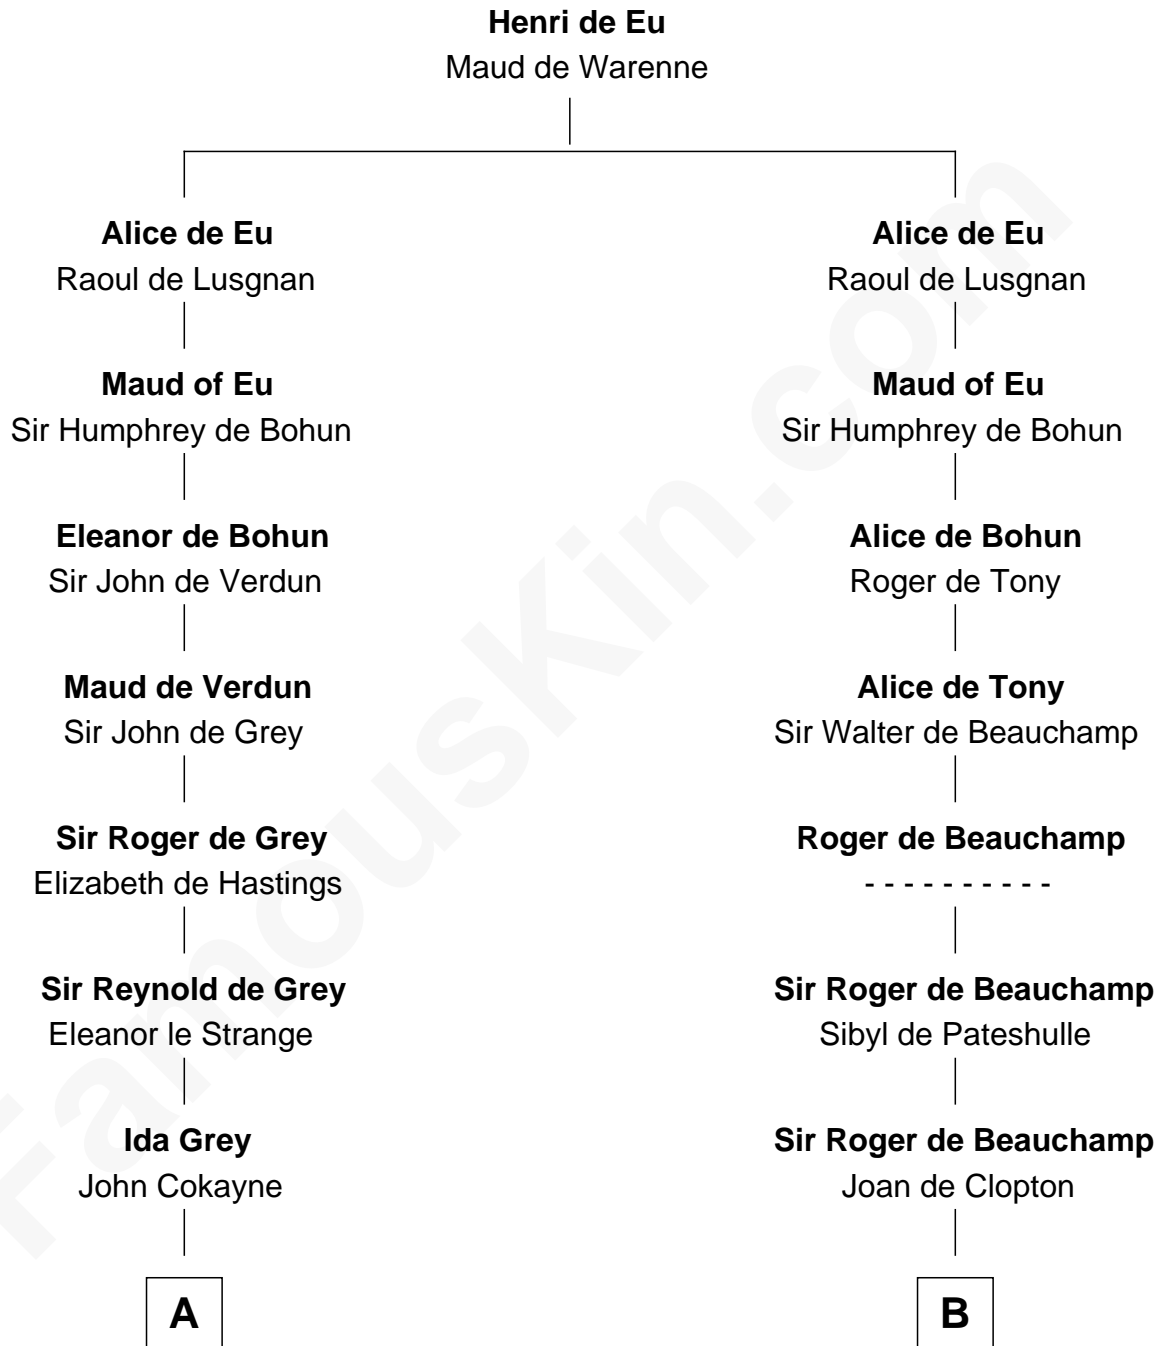 Henri de Eu
Maud de Warenne
Alice de Eu
Raoul de Lusgnan
Alice de Eu
Raoul de Lusgnan
Maud of Eu
Sir Humphrey de Bohun
Maud of Eu
Sir Humphrey de Bohun
Eleanor de Bohun
Sir John de Verdun
Alice de Bohun
Roger de Tony
Maud de Verdun
Sir John de Grey
Alice de Tony
Sir Walter de Beauchamp
Sir Roger de Grey
Elizabeth de Hastings
Roger de Beauchamp
- - - - - - - - - -
Sir Reynold de Grey
Eleanor le Strange
Sir Roger de Beauchamp
Sibyl de Pateshulle
Ida Grey
John Cokayne
Sir Roger de Beauchamp
Joan de Clopton
A
B
FamousKin.com